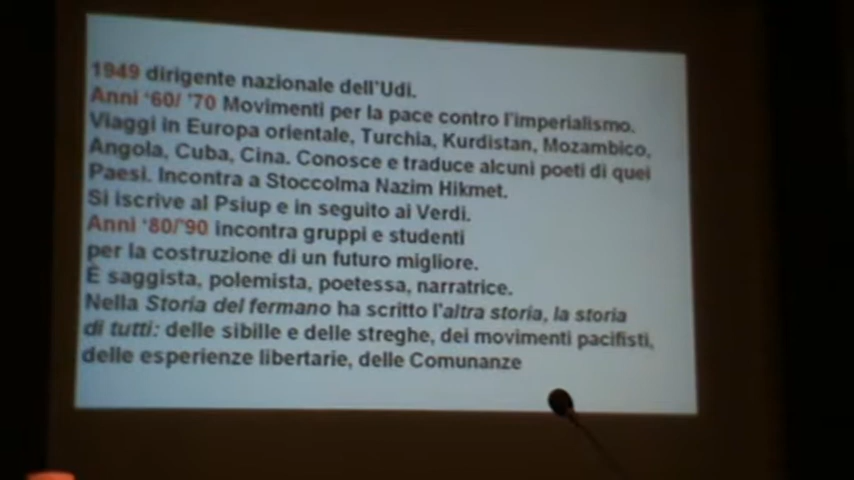 1949 dirigente nazionale dell'Udi.
Anni '60/ '70 Movimenti per la pace contro l'imperialismo.
Viaggi in Europa orientale, Turchia, Kurdistan, Mozambico,
Angola, Cuba, Cina. Conosce e traduce alcuni poeti di quei
Paesi. Incontra a Stoccolma Nazim Hikmet.
Si iscrive al Psiup e in seguito ai Verdi.
Anni '80/'90 incontra gruppi e studenti
per la costruzione di un futuro migliore.
È saggista, polemista, poetessa, narratrice.
Nella Storia del fermano ha scritto l'altra storia, la storia
di tutti: delle sibille e delle streghe, dei movimenti pacifisti,
delle esperienze libertarie, delle Comunanze